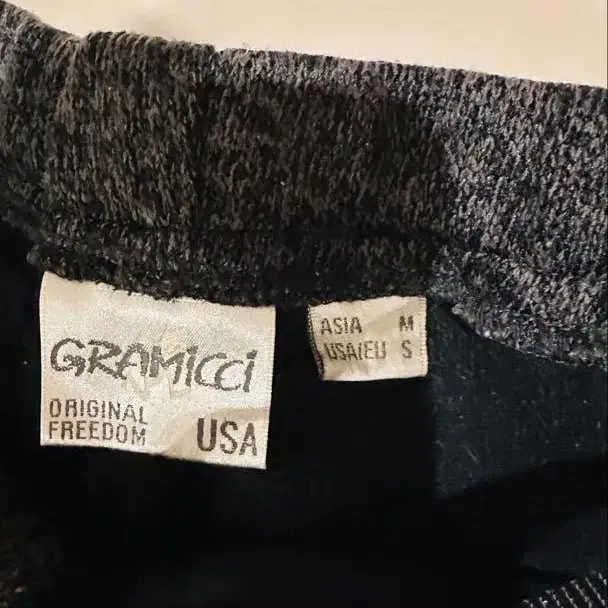 GRAMiCCi
ORIGINAL
FREEDOM USA
ASIA M
USA/EU S